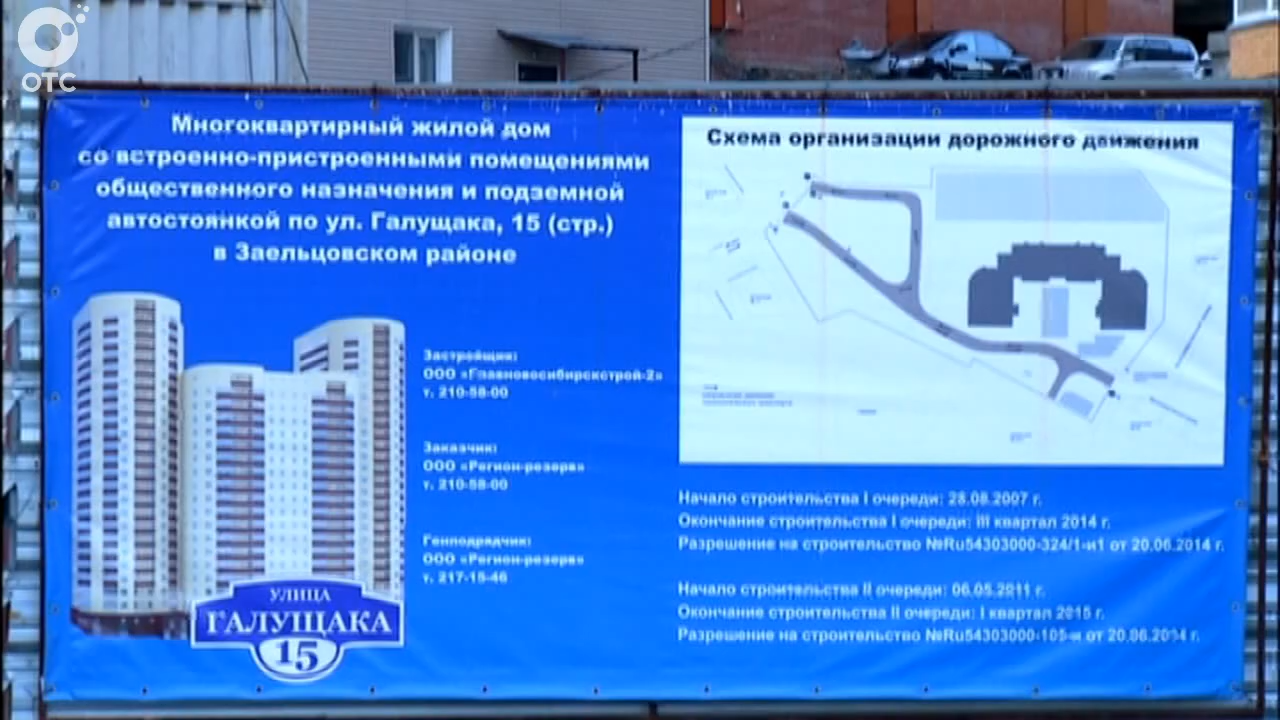 ОТС
Многоквартирный жилой дом
со встроенно-пристроенными помещениями
общественного назначения и подземной
автостоянкой по ул. Галущака, 15 (стр.)
в Заельцовском районе
Застройщик:
ООО «Главновосибирскстрой-2»
т. 210-58-00
Заказчик:
ООО «Регион-резерв»
т. 210-58-00
Генподрядчик:
ООО «Регион-резерв»
т. 217-15-46
УЛИЦА
ГАЛУЩАКА
15
Схема организации дорожного движения
Начало строительства I очереди: 28.08.2007 г.
Окончание строительства I очереди: III квартал 2014 г.
Разрешение на строительство №Ru54303000-324/1-и1 от 20.06.2014 г.
Начало строительства II очереди: 06.05.2011 г.
Окончание строительства II очереди: I квартал 2015 г.
Разрешение на строительство №Ru54303000-105-и от 20.06.2014 г.